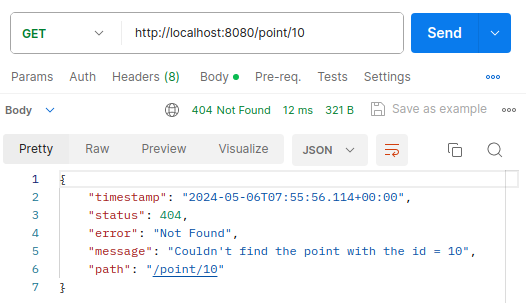 GET http://localhost:8080/point/10 Send
Params Auth Headers (8) Body Pre-req. Tests Settings
Body 404 Not Found 12 ms 321 B Save as example
Pretty Raw Preview Visualize JSON
1 {
2 "timestamp": "2024-05-06T07:55:56.114+00:00",
3 "status": 404,
4 "error": "Not Found",
5 "message": "Couldn't find the point with the id = 10",
6 "path": "/point/10"
7 }